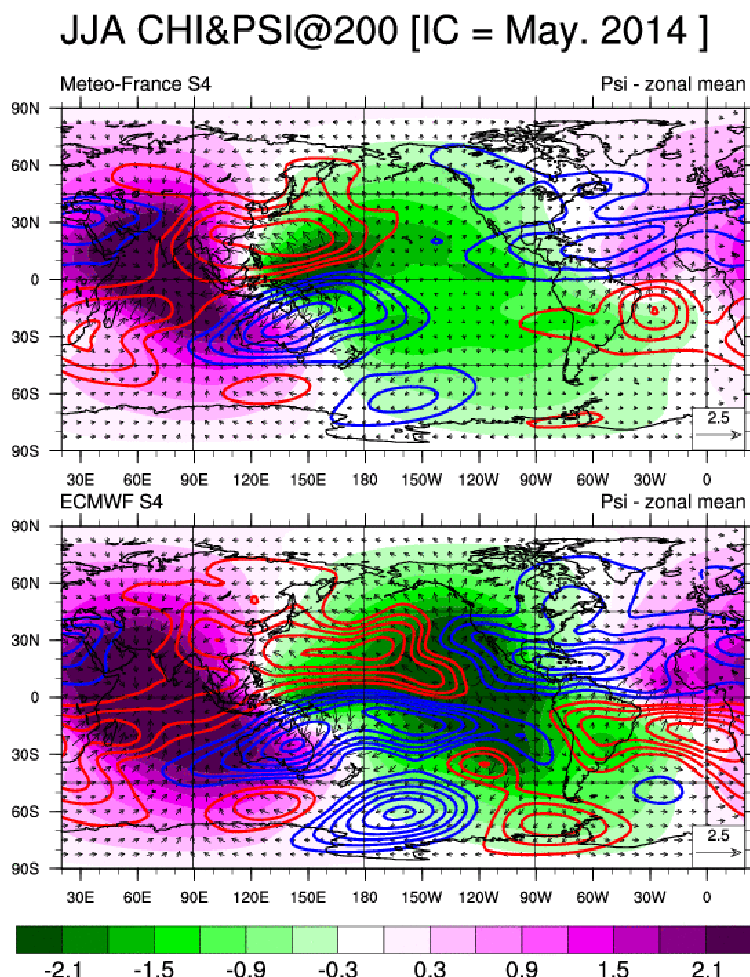 JJA CHI&PSI@200 [IC = May. 2014 ]
Meteo-France S4 Psi - zonal mean
90N
60N
30N
0
30S
60S
90S
2.5
30E 60E 90E 120E 150E 180 150W 120W 90W 60W 30W 0
ECMWF S4 Psi - zonal mean
90N
60N
30N
0
30S
60S
90S
2.5
30E 60E 90E 120E 150E 180 150W 120W 90W 60W 30W 0
-2.1 -1.5 -0.9 -0.3 0.3 0.9 1.5 2.1